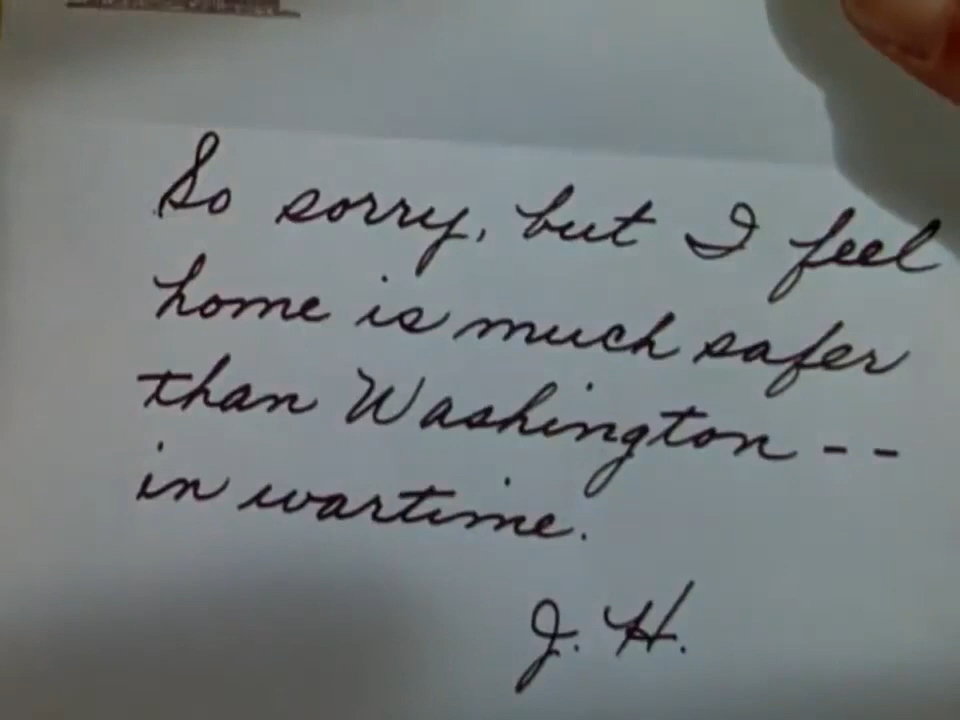 So sorry, but I feel
home is much safer
than Washington --
in wartime.
J. H.